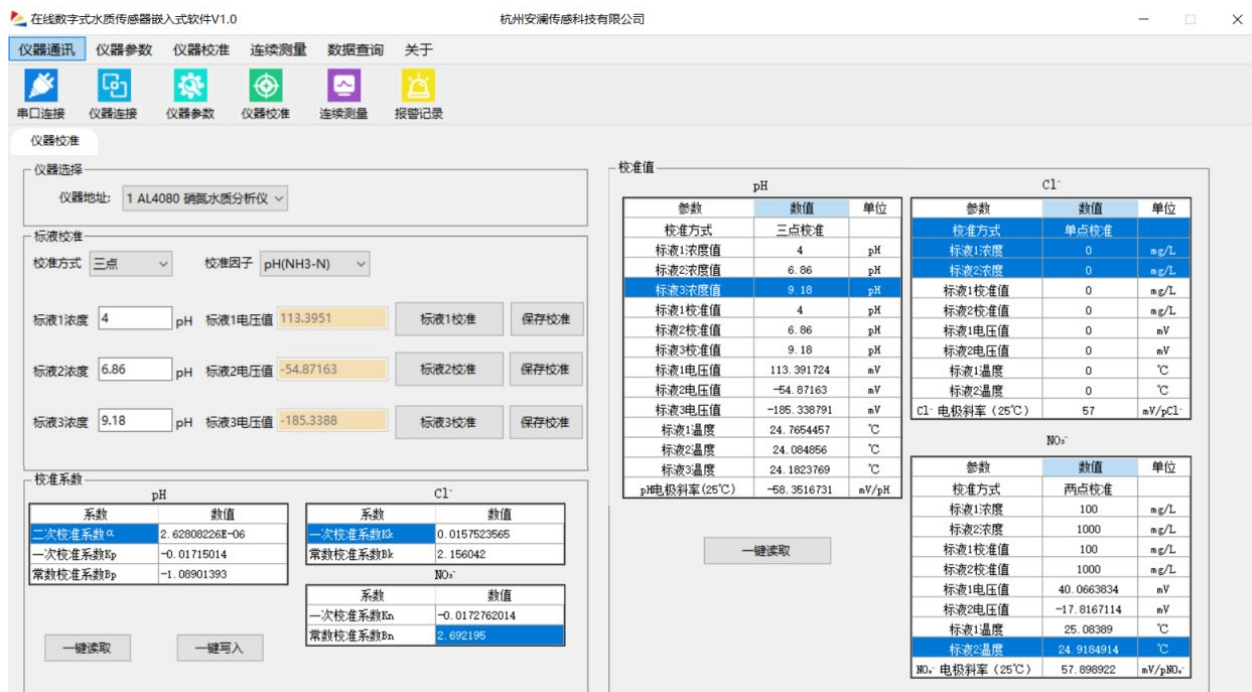 在线数字式水质传感器嵌入式软件V1.0 杭州安澜传感科技有限公司
仪器通讯 仪器参数 仪器校准 连续测量 数据查询 关于
串口连接 仪器连接 仪器参数 仪器校准 连续测量 报警记录
仪器校准
仪器选择
仪器地址: 1 AL4080 硝氮水质分析仪
标液校准
校准方式 三点 校准因子 pH(NH3-N)
标液1浓度 4 pH 标液1电压值 113.3951 标液1校准 保存校准
标液2浓度 6.86 pH 标液2电压值 -54.87163 标液2校准 保存校准
标液3浓度 9.18 pH 标液3电压值 -185.3388 标液3校准 保存校准
校准系数
pH
系数 数值
二次校准系数α 2.62808226E-06
一次校准系数Kp -0.01715014
常数校准系数Bp -1.08901393
Cl⁻
系数 数值
一次校准系数Kk 0.0157523565
常数校准系数Bk 2.156042
NO₃⁻
系数 数值
一次校准系数Kn -0.0172762014
常数校准系数Bn 2.692195
一键读取 一键写入
校准值
pH
参数 数值 单位
校准方式 三点校准
标液1浓度值 4 pH
标液2浓度值 6.86 pH
标液3浓度值 9.18 pH
标液1校准值 4 pH
标液2校准值 6.86 pH
标液3校准值 9.18 pH
标液1电压值 113.391724 mV
标液2电压值 -54.87163 mV
标液3电压值 -185.338791 mV
标液1温度 24.7654457 ℃
标液2温度 24.084856 ℃
标液3温度 24.1823769 ℃
pH电极斜率(25℃) -58.3516731 mV/pH
一键读取
Cl⁻
参数 数值 单位
校准方式 单点校准
标液1浓度 0 mg/L
标液2浓度 0 mg/L
标液1校准值 0 mg/L
标液2校准值 0 mg/L
标液1电压值 0 mV
标液2电压值 0 mV
标液1温度 0 ℃
标液2温度 0 ℃
Cl⁻ 电极斜率 (25℃) 57 mV/pCl⁻
NO₃⁻
参数 数值 单位
校准方式 两点校准
标液1浓度 100 mg/L
标液2浓度 1000 mg/L
标液1校准值 100 mg/L
标液2校准值 1000 mg/L
标液1电压值 40.0663834 mV
标液2电压值 -17.8167114 mV
标液1温度 25.08389 ℃
标液2温度 24.9184914 ℃
NO₃⁻ 电极斜率 (25℃) 57.898922 mV/pNO₃⁻